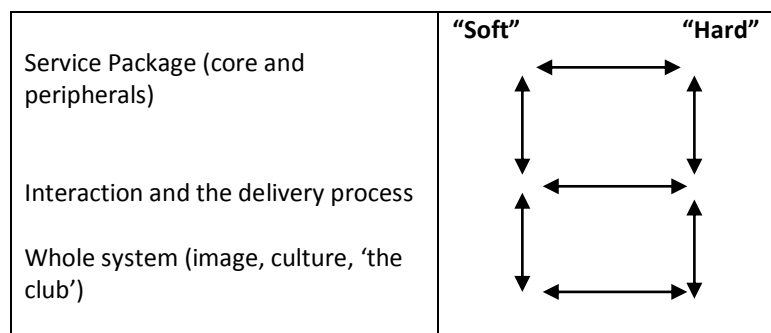 “Soft” “Hard”
Service Package (core and
peripherals)
Interaction and the delivery process
Whole system (image, culture, ‘the
club’)